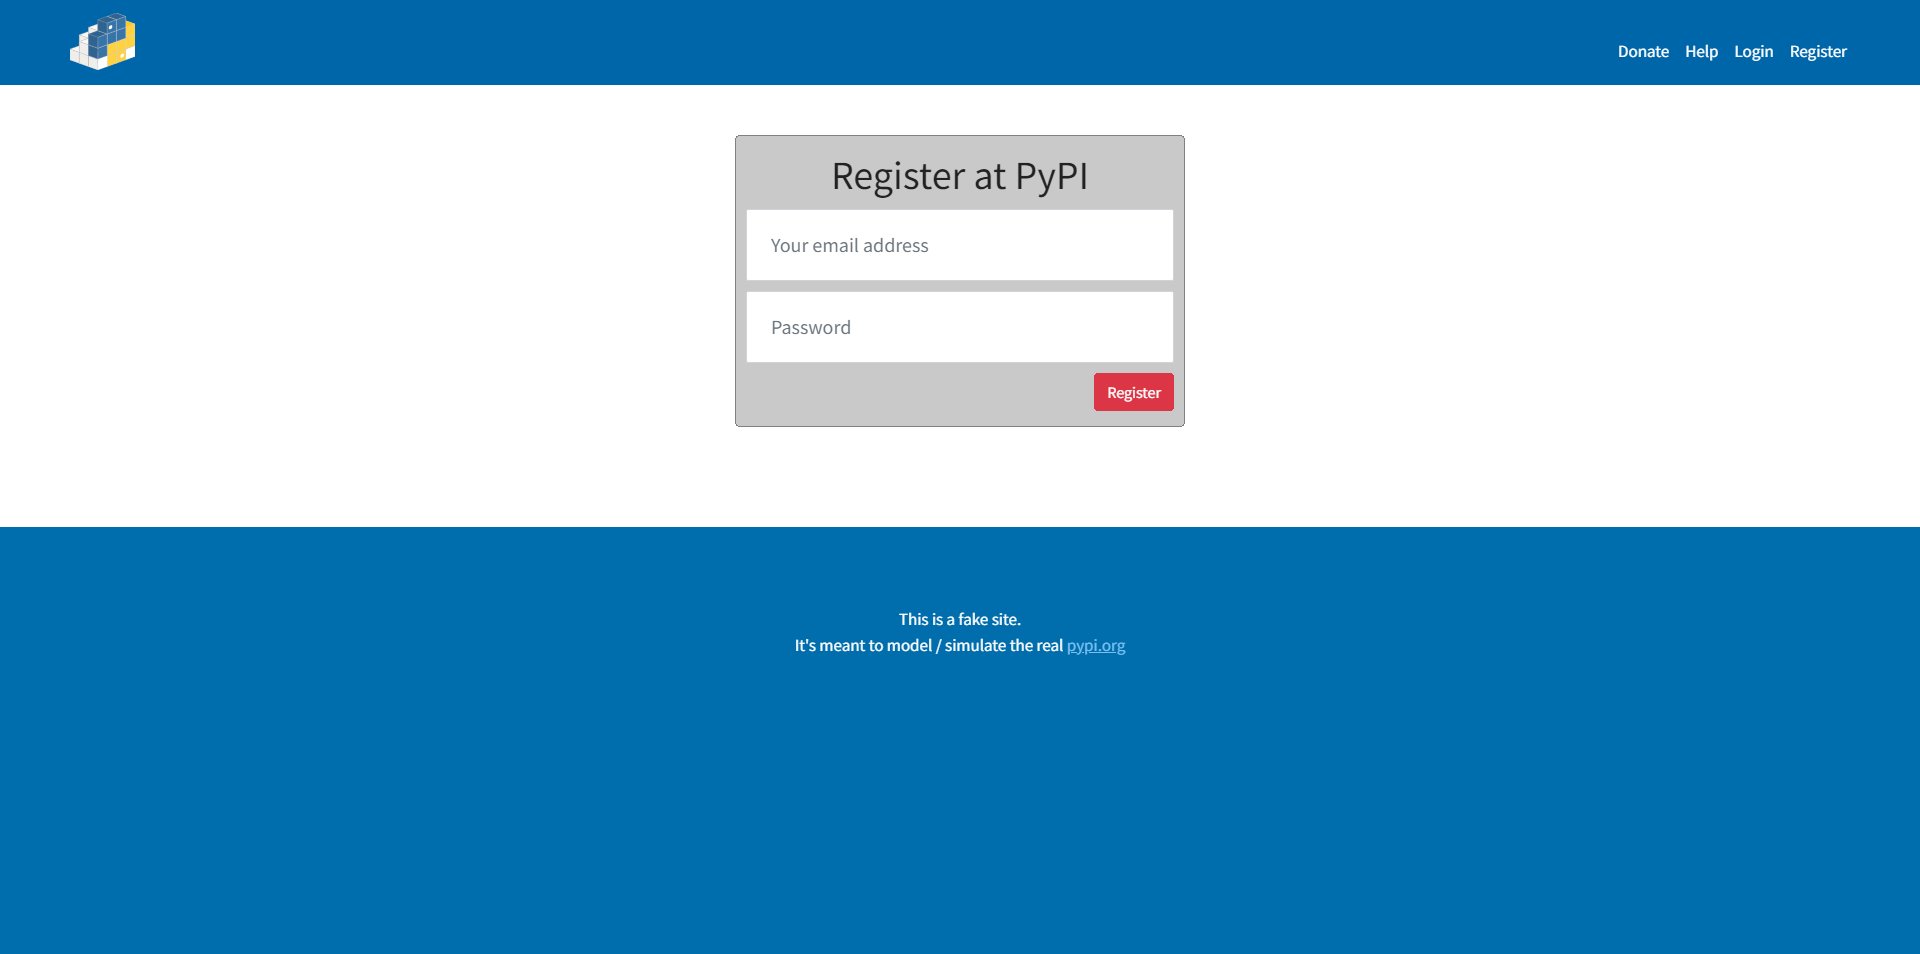 Donate Help Login Register
Register at PyPI
Your email address
Password
Register
This is a fake site.
It's meant to model / simulate the real pypi.org